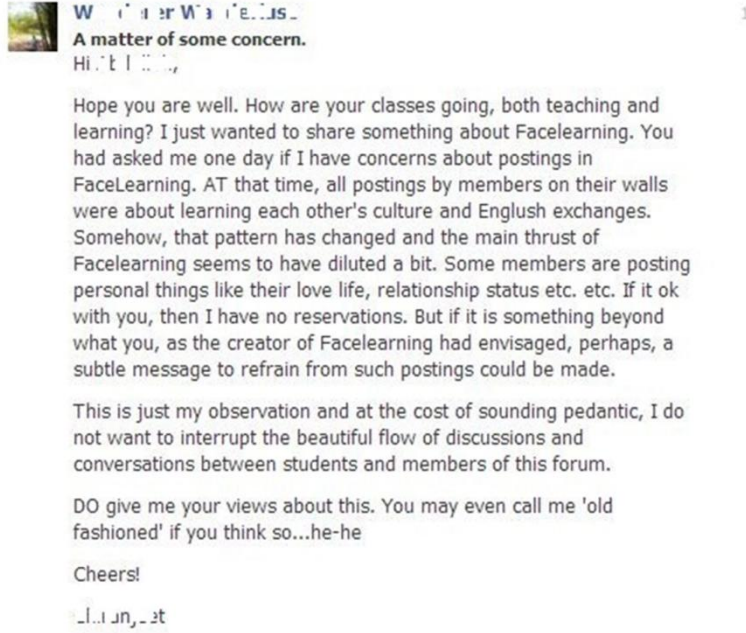 A matter of some concern.
Hi
Hope you are well. How are your classes going, both teaching and
learning? I just wanted to share something about Facelearning. You
had asked me one day if I have concerns about postings in
FaceLearning. AT that time, all postings by members on their walls
were about learning each other's culture and Englush exchanges.
Somehow, that pattern has changed and the main thrust of
Facelearning seems to have diluted a bit. Some members are posting
personal things like their love life, relationship status etc. etc. If it ok
with you, then I have no reservations. But if it is something beyond
what you, as the creator of Facelearning had envisaged, perhaps, a
subtle message to refrain from such postings could be made.
This is just my observation and at the cost of sounding pedantic, I do
not want to interrupt the beautiful flow of discussions and
conversations between students and members of this forum.
DO give me your views about this. You may even call me 'old
fashioned' if you think so...he-he
Cheers!